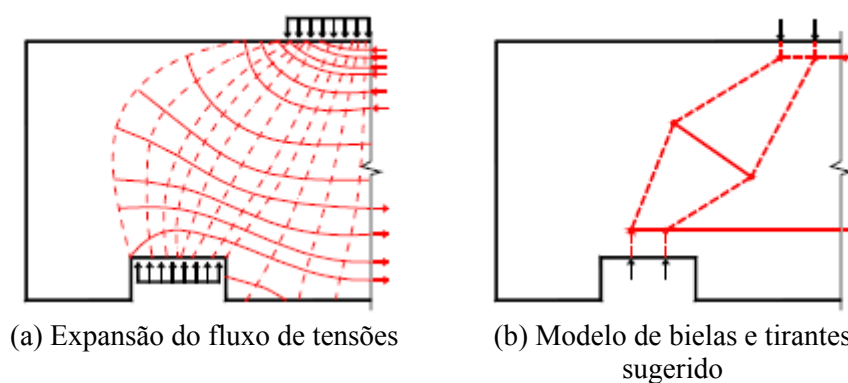 (a) Expansão do fluxo de tensões
(b) Modelo de bielas e tirantes
sugerido